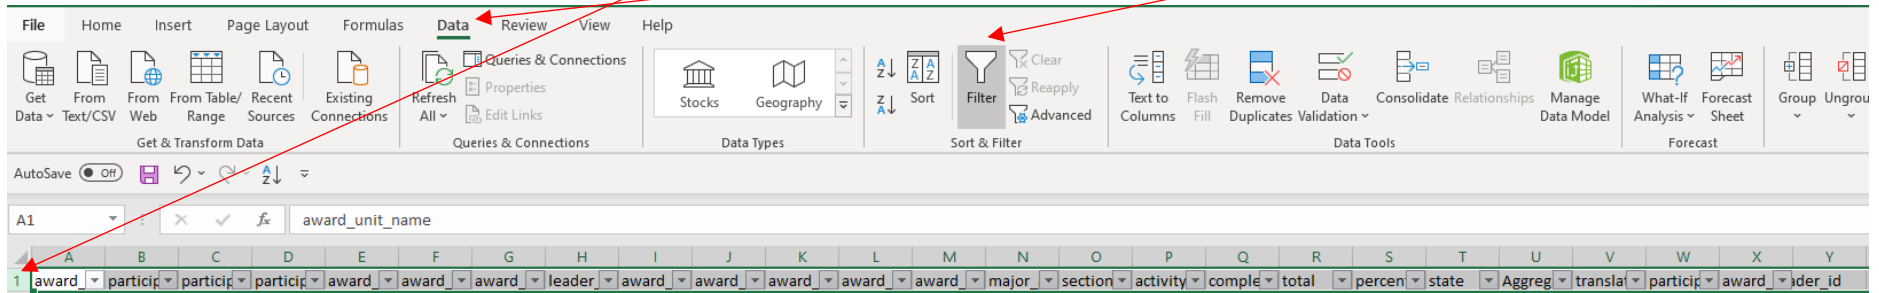 File Home Insert Page Layout Formulas Data Review View Help
Get Data From Text/CSV From Web From Table/ Range Recent Sources Existing Connections
Get & Transform Data
Refresh All Queries & Connections
Properties
Edit Links
Queries & Connections
Stocks Geography
Data Types
Sort Filter Clear
Reapply
Advanced
Sort & Filter
Text to Columns Flash Fill Remove Duplicates Data Validation Consolidate Relationships Manage Data Model
Data Tools
What-If Analysis Forecast Sheet
Forecast
Group Ungrou
AutoSave Off
A1 fx award_unit_name
A B C D E F G H I J K L M N O P Q R S T U V W X Y
1 award_ particip particip particip award_ award_ award_ leader_ award_ award_ award_ award_ award_ major_ section activity comple total percent state Aggreg translat particip award_ der_id